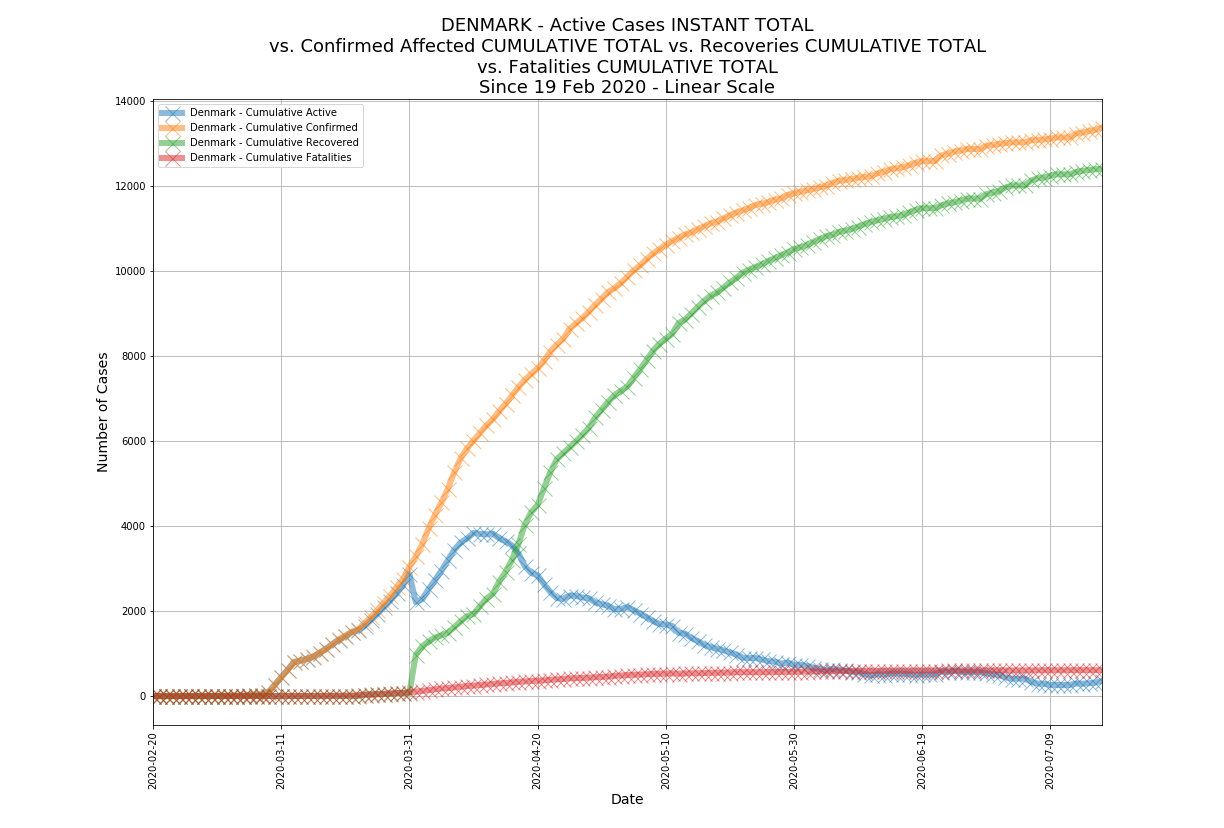 DENMARK - Active Cases INSTANT TOTAL
vs. Confirmed Affected CUMULATIVE TOTAL vs. Recoveries CUMULATIVE TOTAL
vs. Fatalities CUMULATIVE TOTAL
Since 19 Feb 2020 - Linear Scale
Denmark - Cumulative Active
Denmark - Cumulative Confirmed
Denmark - Cumulative Recovered
Denmark - Cumulative Fatalities
Number of Cases
14000
12000
10000
8000
6000
4000
2000
0
2020-02-20
2020-03-11
2020-03-31
2020-04-20
2020-05-10
2020-05-30
2020-06-19
2020-07-09
Date